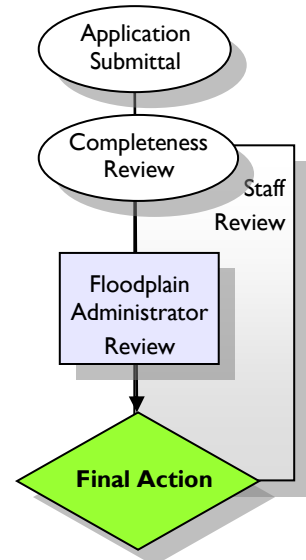 Application
Submittal
Completeness
Review
Staff
Review
Floodplain
Administrator
Review
Final Action